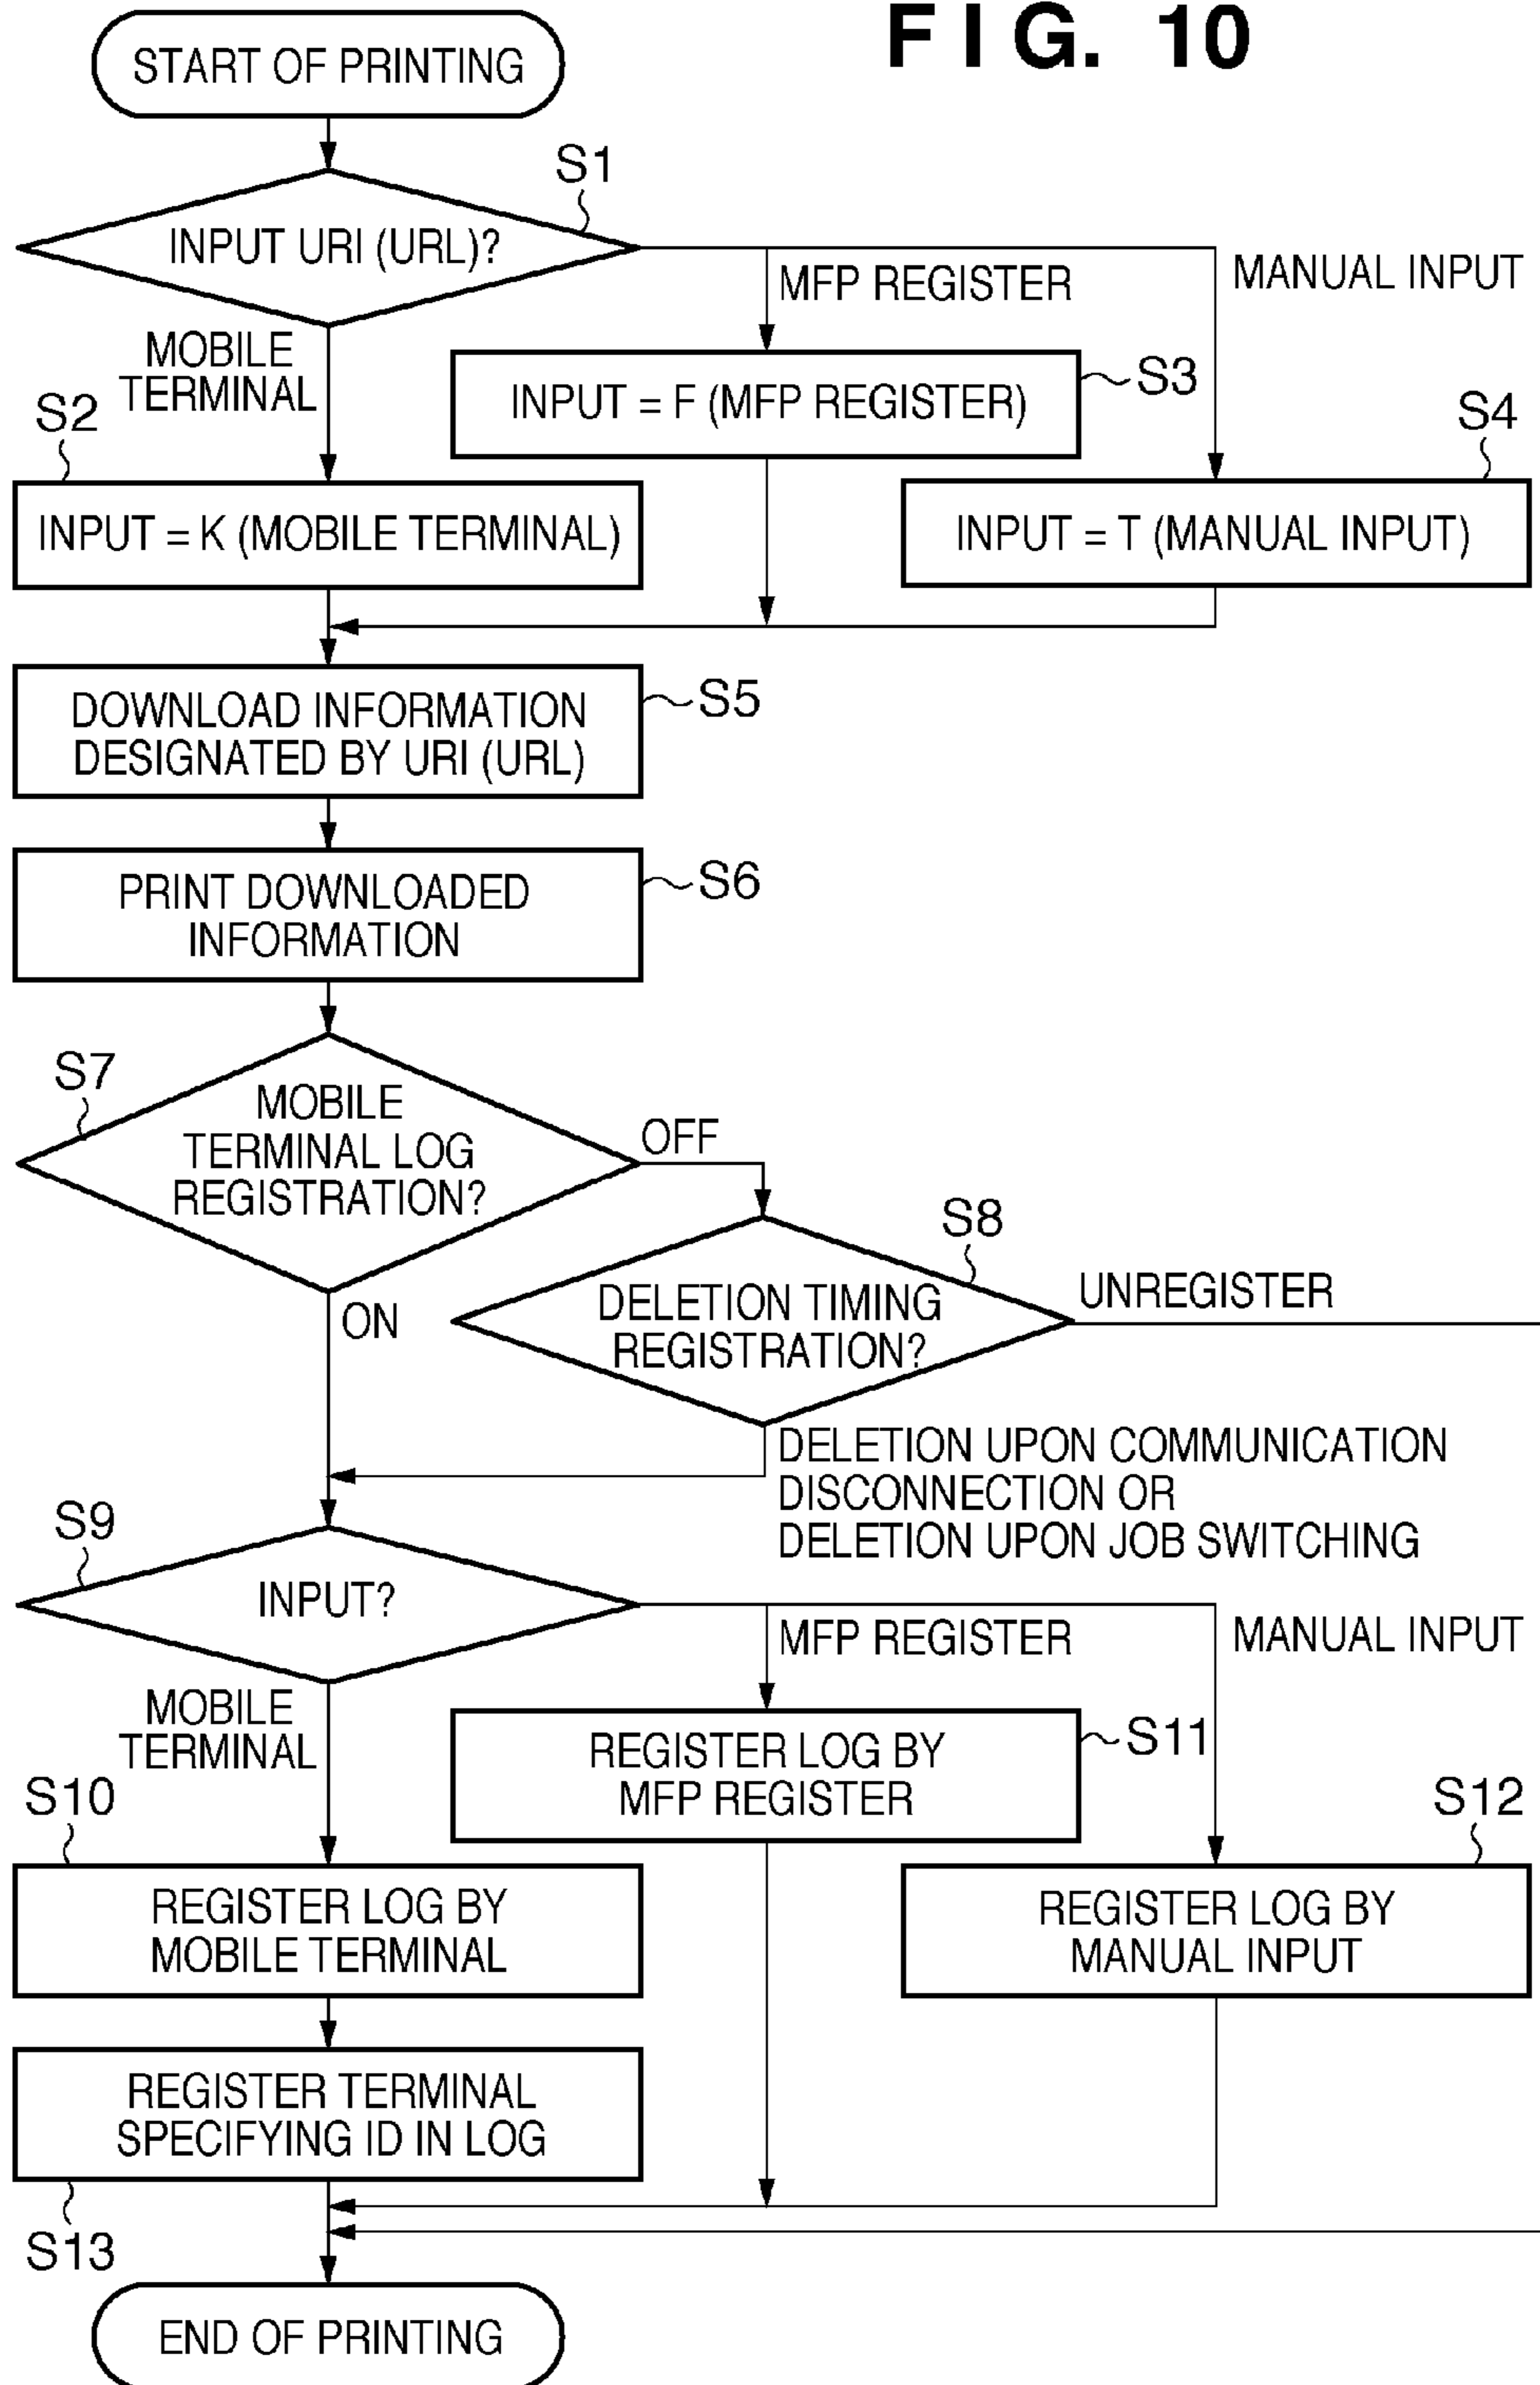 FIG. 10
START OF PRINTING
S1
INPUT URI (URL)?
MFP REGISTER
MANUAL INPUT
MOBILE
TERMINAL
S2
INPUT = F (MFP REGISTER)
S3
S4
INPUT = K (MOBILE TERMINAL)
INPUT = T (MANUAL INPUT)
DOWNLOAD INFORMATION
DESIGNATED BY URI (URL)
S5
PRINT DOWNLOADED
INFORMATION
S6
S7
MOBILE
TERMINAL LOG
REGISTRATION?
OFF
ON
S8
DELETION TIMING
REGISTRATION?
UNREGISTER
DELETION UPON COMMUNICATION
DISCONNECTION OR
DELETION UPON JOB SWITCHING
S9
INPUT?
MFP REGISTER
MANUAL INPUT
MOBILE
TERMINAL
S10
REGISTER LOG BY
MFP REGISTER
S11
S12
REGISTER LOG BY
MOBILE TERMINAL
REGISTER LOG BY
MANUAL INPUT
REGISTER TERMINAL
SPECIFYING ID IN LOG
S13
END OF PRINTING